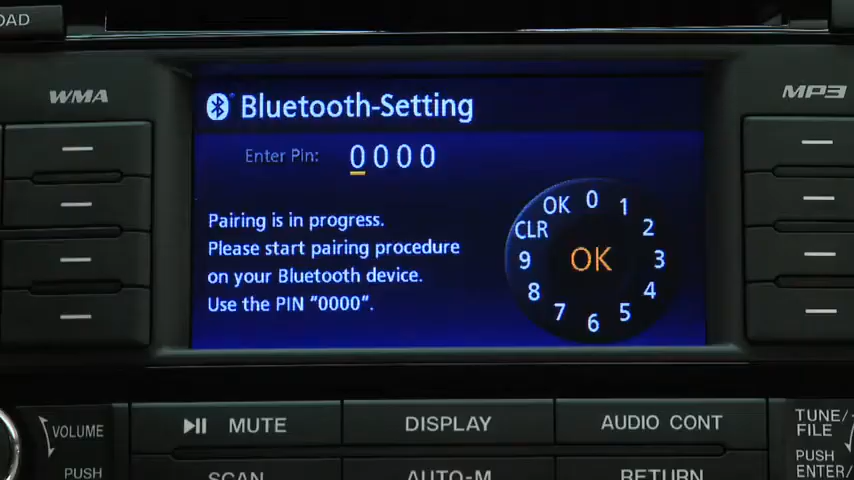 OAD
WMA
MP3
Bluetooth-Setting
Enter Pin: 0000
Pairing is in progress.
Please start pairing procedure
on your Bluetooth device.
Use the PIN "0000".
OK 0 1 2 3 4 5 6 7 8 9 CLR
OK
VOLUME
PUSH
MUTE
DISPLAY
AUDIO CONT
TUNE/
FILE
PUSH
ENTER/
SCAN
AUTO-M
RETURN